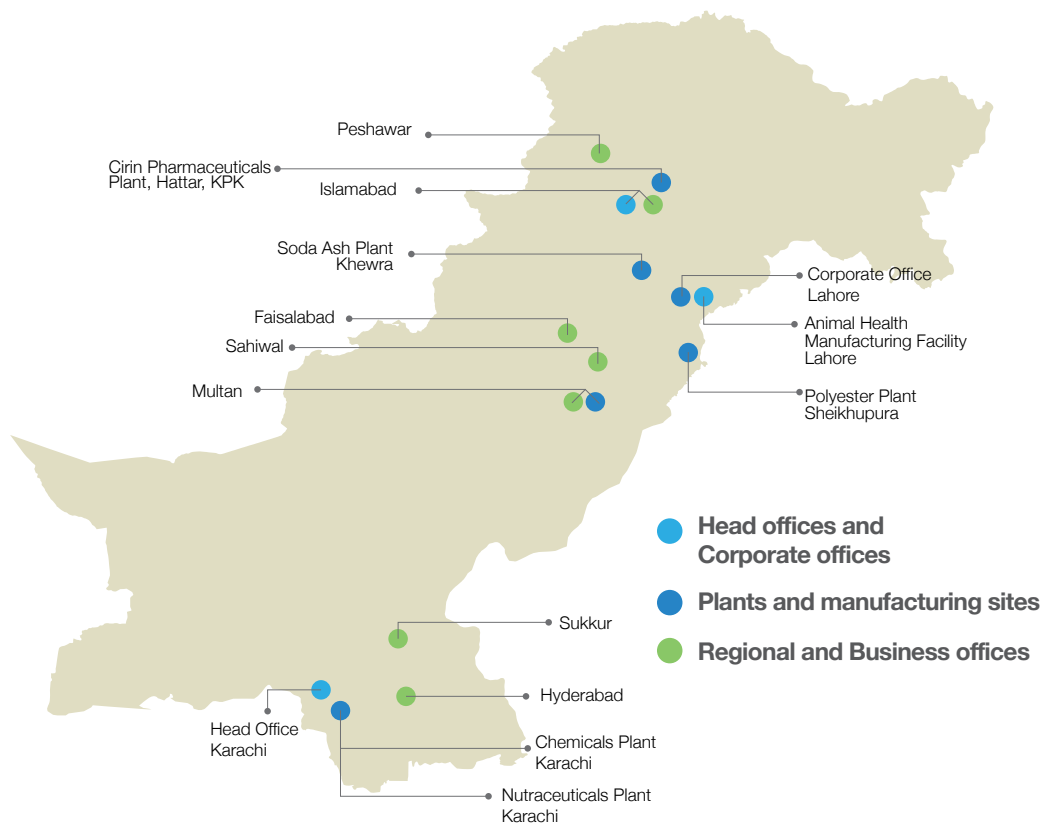 Peshawar
Cirin Pharmaceuticals
Plant, Hattar, KPK
Islamabad
Soda Ash Plant
Khewra
Corporate Office
Lahore
Faisalabad
Animal Health
Manufacturing Facility
Lahore
Sahiwal
Multan
Polyester Plant
Sheikhupura
Head offices and
Corporate offices
Plants and manufacturing sites
Regional and Business offices
Sukkur
Hyderabad
Head Office
Karachi
Chemicals Plant
Karachi
Nutraceuticals Plant
Karachi